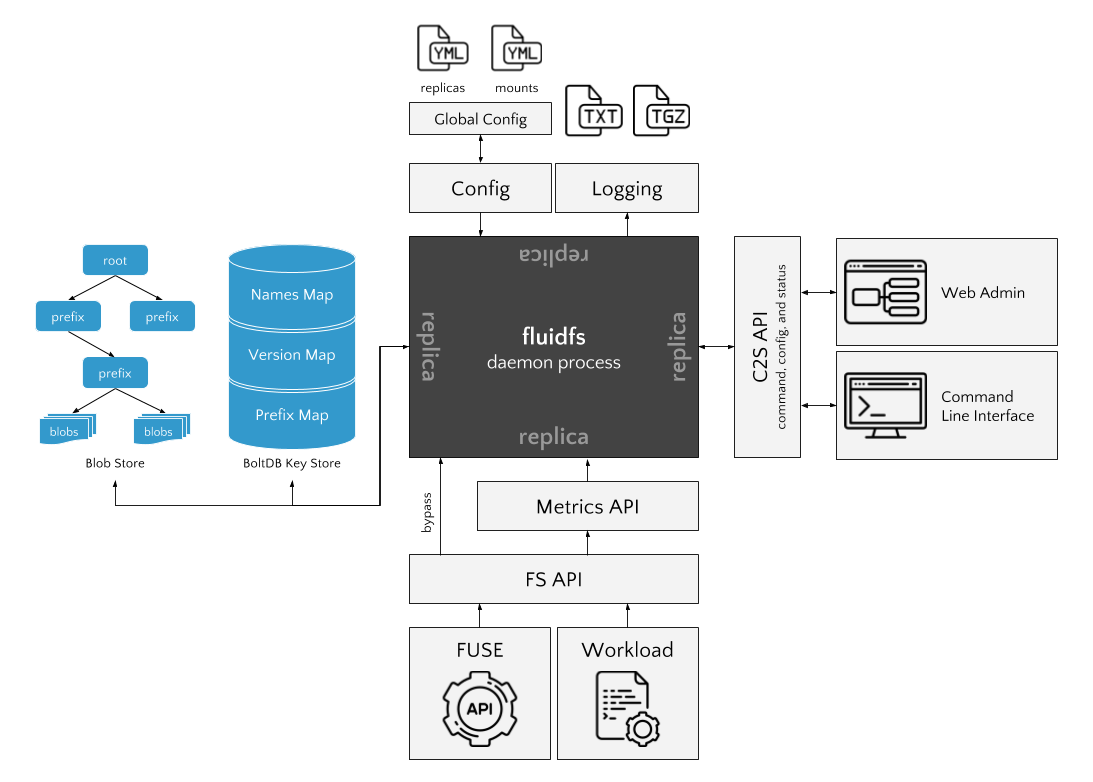 YML
YML
replicas
mounts
TXT
TGZ
Global Config
Config
Logging
replica
replica
fluidfs
daemon process
replica
replica
root
prefix
prefix
prefix
blobs
blobs
Blob Store
Names Map
Version Map
Prefix Map
BoltDB Key Store
C2S API
command, config, and status
Web Admin
Command
Line Interface
bypass
Metrics API
FS API
FUSE
API
Workload